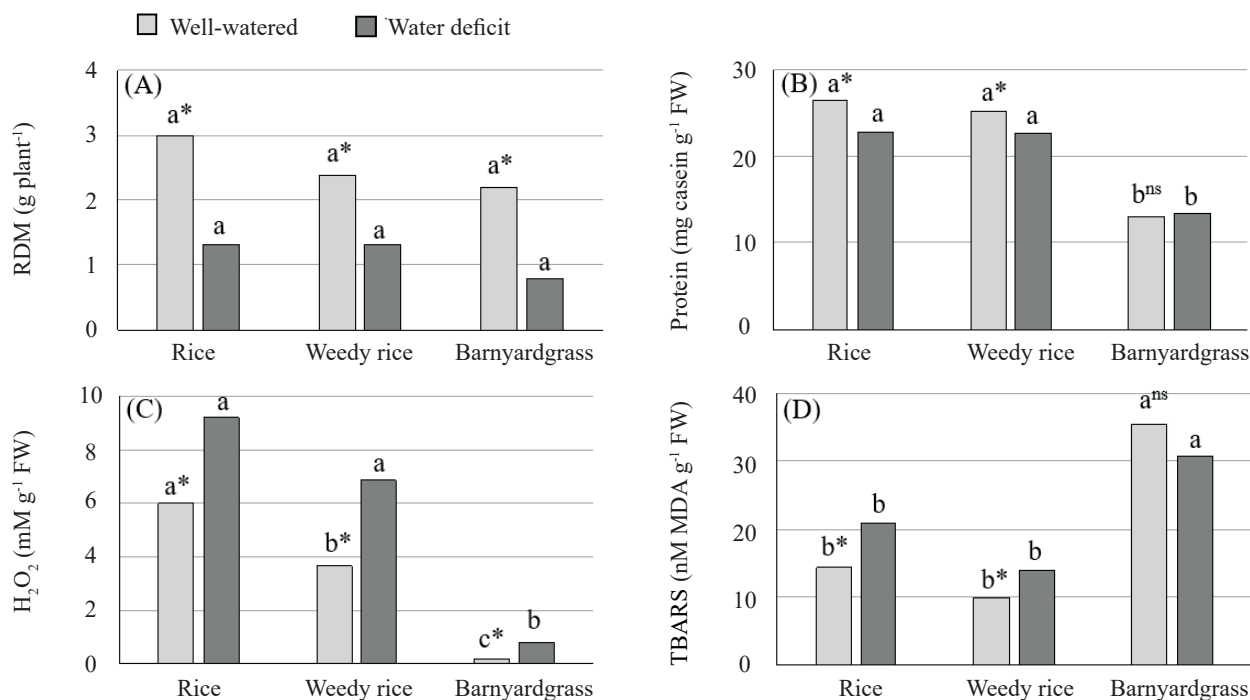 Well-watered Water deficit
(A)
RDM (g plant⁻¹)
4
3
2
1
0
a* a a* a a* a
Rice Weedy rice Barnyardgrass
(B)
Protein (mg casein g⁻¹ FW)
30
20
10
0
a* a a* a bⁿˢ b
Rice Weedy rice Barnyardgrass
(C)
H₂O₂ (mM g⁻¹ FW)
10
8
6
4
2
0
a* a b* a c* b
Rice Weedy rice Barnyardgrass
(D)
TBARS (nM MDA g⁻¹ FW)
40
30
20
10
0
b* b b* b aⁿˢ a
Rice Weedy rice Barnyardgrass